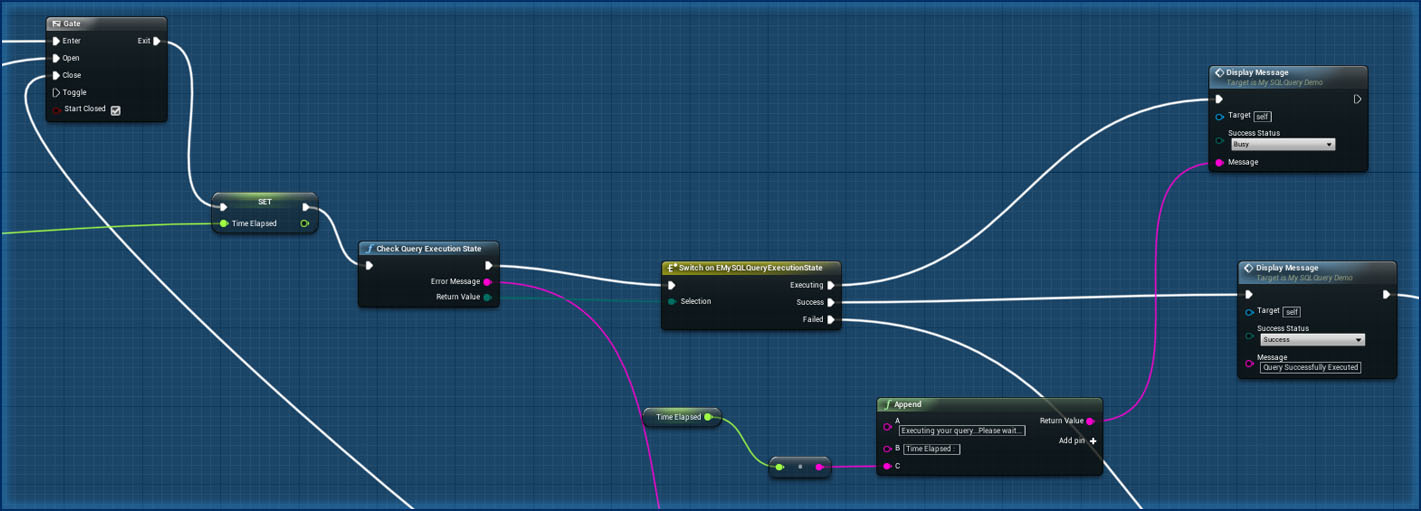 Gate
Enter Exit
Open
Close
Toggle
Start Closed
SET
Time Elapsed
Check Query Execution State
Error Message
Return Value
Switch on EMySQLQueryExecutionState
Executing
Selection Success
Failed
Display Message
Target is My SQLQuery Demo
Target self
Success Status
Busy
Message
Display Message
Target is My SQLQuery Demo
Target self
Success Status
Success
Message
Query Successfully Executed
Time Elapsed
Append
A Return Value
Executing your query...Please wait...
Add pin
B Time Elapsed :
C